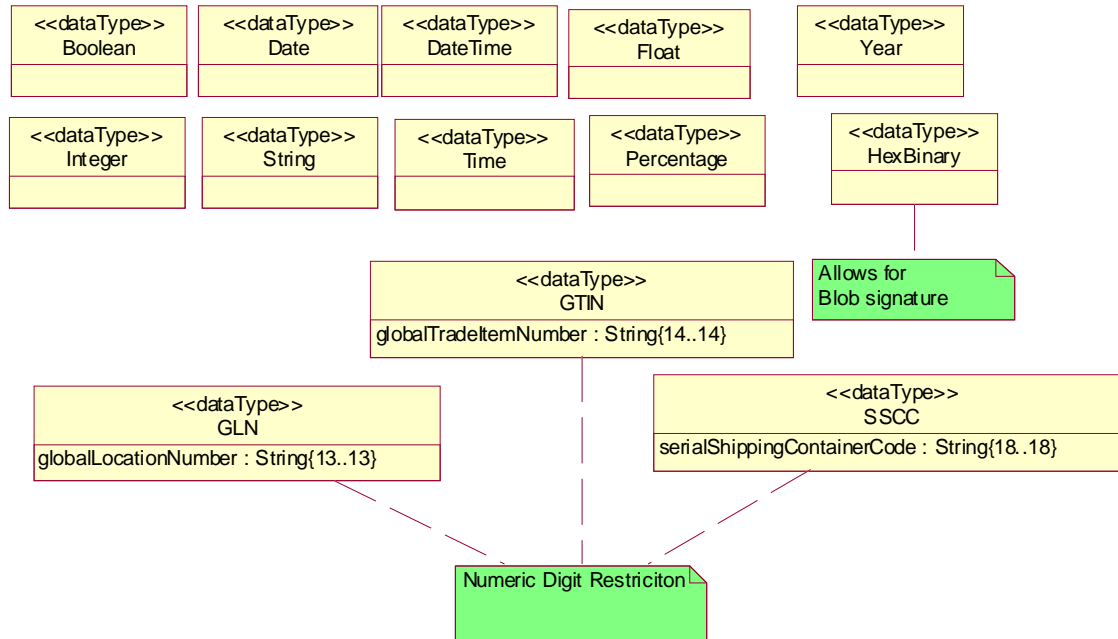 <<dataType>>
Boolean
<<dataType>>
Date
<<dataType>>
DateTime
<<dataType>>
Float
<<dataType>>
Year
<<dataType>>
Integer
<<dataType>>
String
<<dataType>>
Time
<<dataType>>
Percentage
<<dataType>>
HexBinary
Allows for
Blob signature
<<dataType>>
GTIN
globalTradeItemNumber : String{14..14}
<<dataType>>
GLN
globalLocationNumber : String{13..13}
<<dataType>>
SSCC
serialShippingContainerCode : String{18..18}
Numeric Digit Restriciton